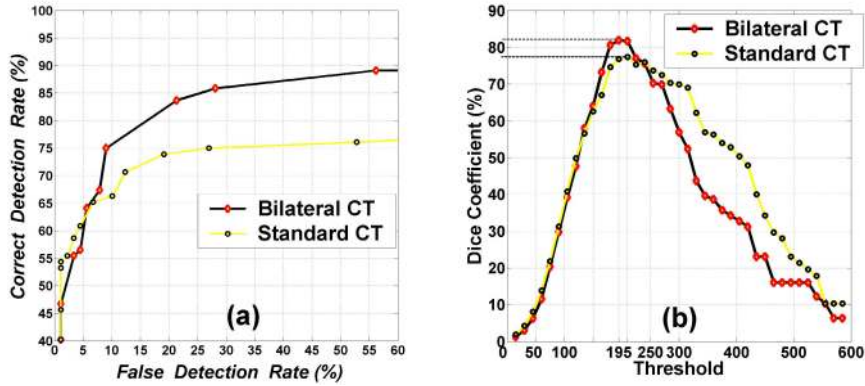 100
95
90
85
80
75
70
65
60
55
50
45
40
Correct Detection Rate (%)
Bilateral CT
Standard CT
(a)
0 5 10 15 20 25 30 35 40 45 50 55 60
False Detection Rate (%)
90
80
70
60
50
40
30
20
10
0
Dice Coefficient (%)
Bilateral CT
Standard CT
(b)
0 50 100 195 250 300 400 500 600
Threshold